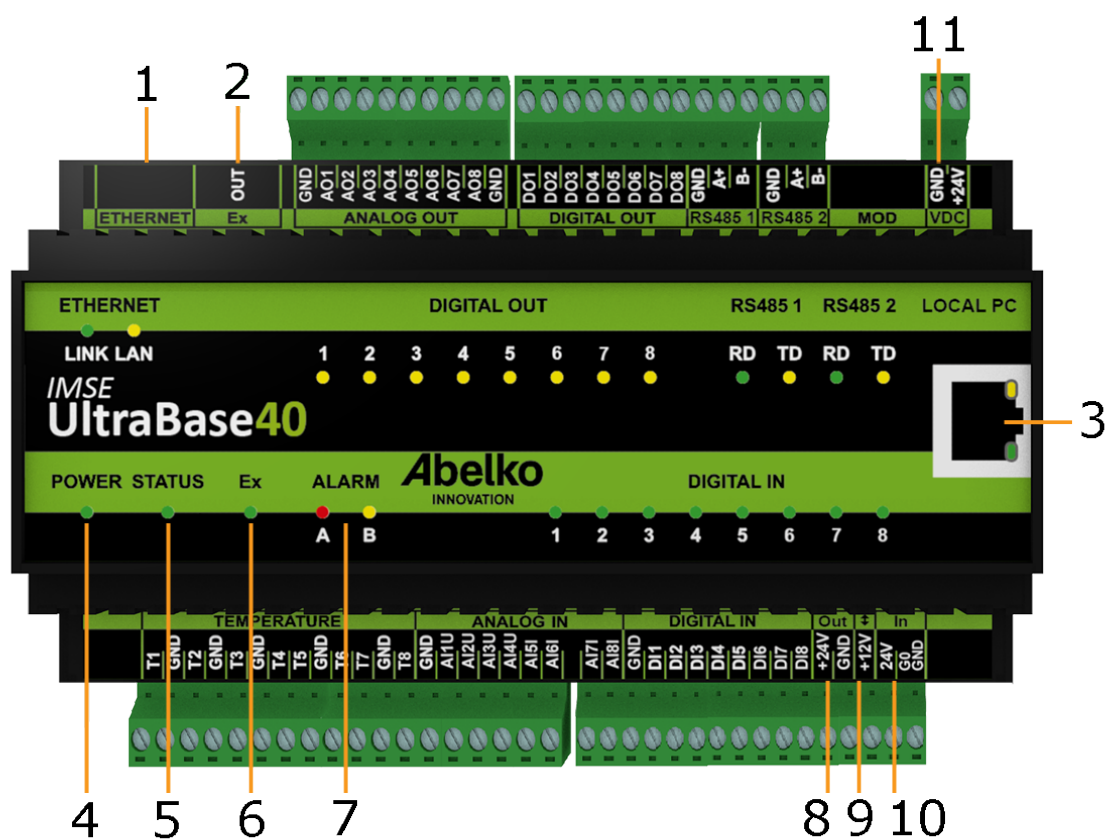 11
1
2
OUT
GND AO1 AO2 AO3 AO4 AO5 AO6 AO7 AO8 GND
DO1 DO2 DO3 DO4 DO5 DO6 DO7 DO8
GND A+ B-
GND A+ B-
GND +24V
ETHERNET Ex ANALOG OUT DIGITAL OUT RS485 1 RS485 2 MOD VDC
ETHERNET DIGITAL OUT RS485 1 RS485 2 LOCAL PC
LINK LAN 1 2 3 4 5 6 7 8 RD TD RD TD
IMSE
UltraBase40
3
POWER STATUS Ex ALARM Abelko DIGITAL IN
INNOVATION
A B 1 2 3 4 5 6 7 8
TEMPERATURE ANALOG IN DIGITAL IN Out ↕ In
T1 GND T2 GND T3 GND T4 T5 GND T6 T7 GND T8
GND AI1U AI2U AI3U AI4U AI5I AI6I AI7I AI8I
GND DI1 DI2 DI3 DI4 DI5 DI6 DI7 DI8
+24V GND +12V 24V G0 GND
4 5 6 7 8 9 10